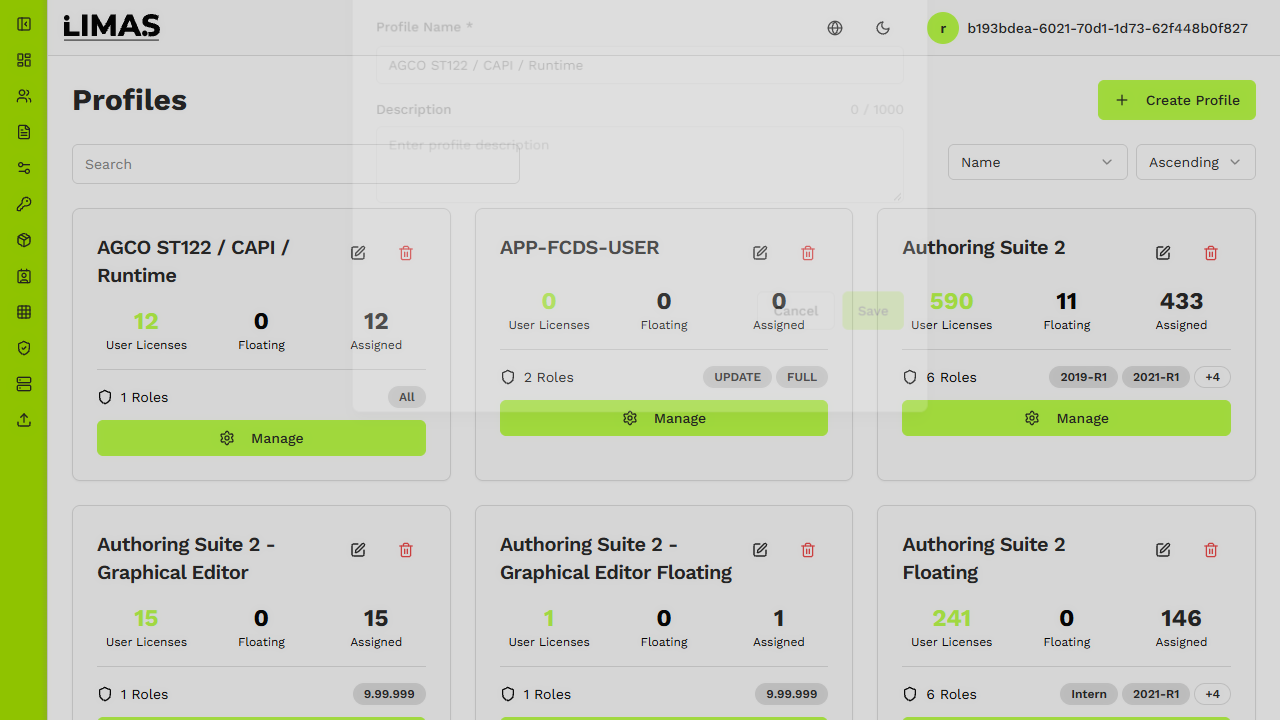 LIMAS
r b193bdea-6021-70d1-1d73-62f448b0f827
Profile Name *
AGCO ST122 / CAPI / Runtime
Description 0 / 1000
Enter profile description
Cancel Save
Profiles
Create Profile
Search
Name
Ascending
AGCO ST122 / CAPI /
Runtime
12 0 12
User Licenses Floating Assigned
1 Roles All
Manage
APP-FCDS-USER
0 0 0
User Licenses Floating Assigned
2 Roles UPDATE FULL
Manage
Authoring Suite 2
590 11 433
User Licenses Floating Assigned
6 Roles 2019-R1 2021-R1 +4
Manage
Authoring Suite 2 -
Graphical Editor
15 0 15
User Licenses Floating Assigned
1 Roles 9.99.999
Authoring Suite 2 -
Graphical Editor Floating
1 0 1
User Licenses Floating Assigned
1 Roles 9.99.999
Authoring Suite 2
Floating
241 0 146
User Licenses Floating Assigned
6 Roles Intern 2021-R1 +4